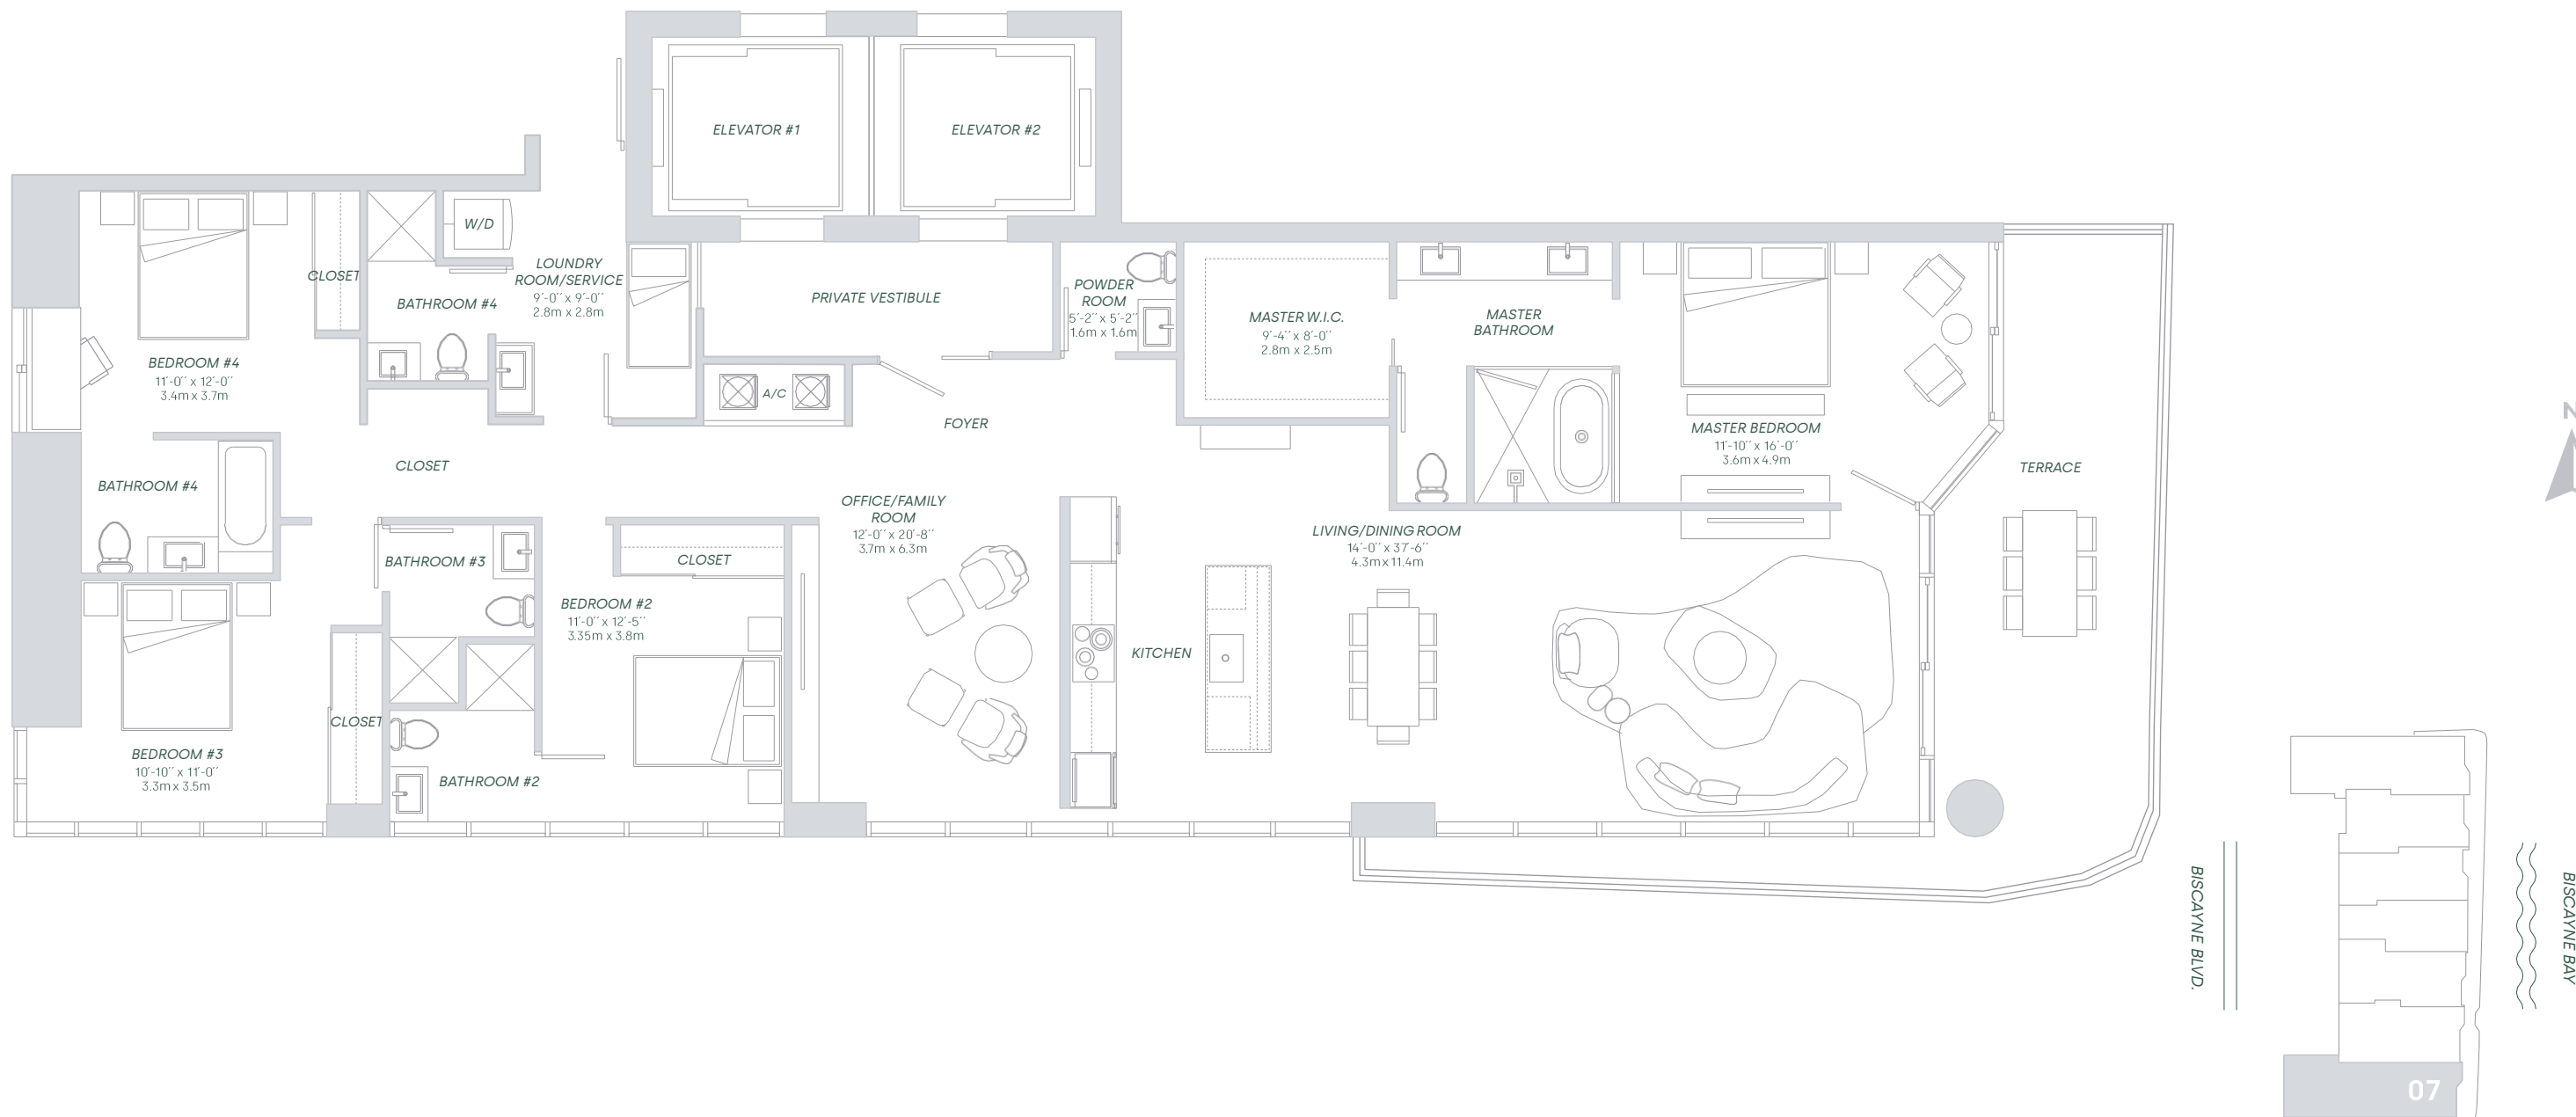 ELEVATOR #1
ELEVATOR #2
W/D
CLOSET
BATHROOM #4
LOUNDRY
ROOM/SERVICE
9´-0´´ x 9´-0´´
2.8m x 2.8m
PRIVATE VESTIBULE
POWDER
ROOM
5´-2´´ x 5´-2´´
1.6m x 1.6m
MASTER W.I.C.
9´-4´´ x 8´-0´´
2.8m x 2.5m
MASTER
BATHROOM
BEDROOM #4
11´-0´´ x 12´-0´´
3.4m x 3.7m
A/C
FOYER
MASTER BEDROOM
11´-10´´ x 16´-0´´
3.6m x 4.9m
TERRACE
CLOSET
BATHROOM #4
OFFICE/FAMILY
ROOM
12´-0´´ x 20´-8´´
3.7m x 6.3m
LIVING/DINING ROOM
14´-0´´ x 37´-6´´
4.3m x 11.4m
BATHROOM #3
CLOSET
BEDROOM #2
11´-0´´ x 12´-5´´
3.35m x 3.8m
KITCHEN
CLOSET
BEDROOM #3
10´-10´´ x 11´-0´´
3.3m x 3.5m
BATHROOM #2
BISCAYNE BLVD.
BISCAYNE BAY
07